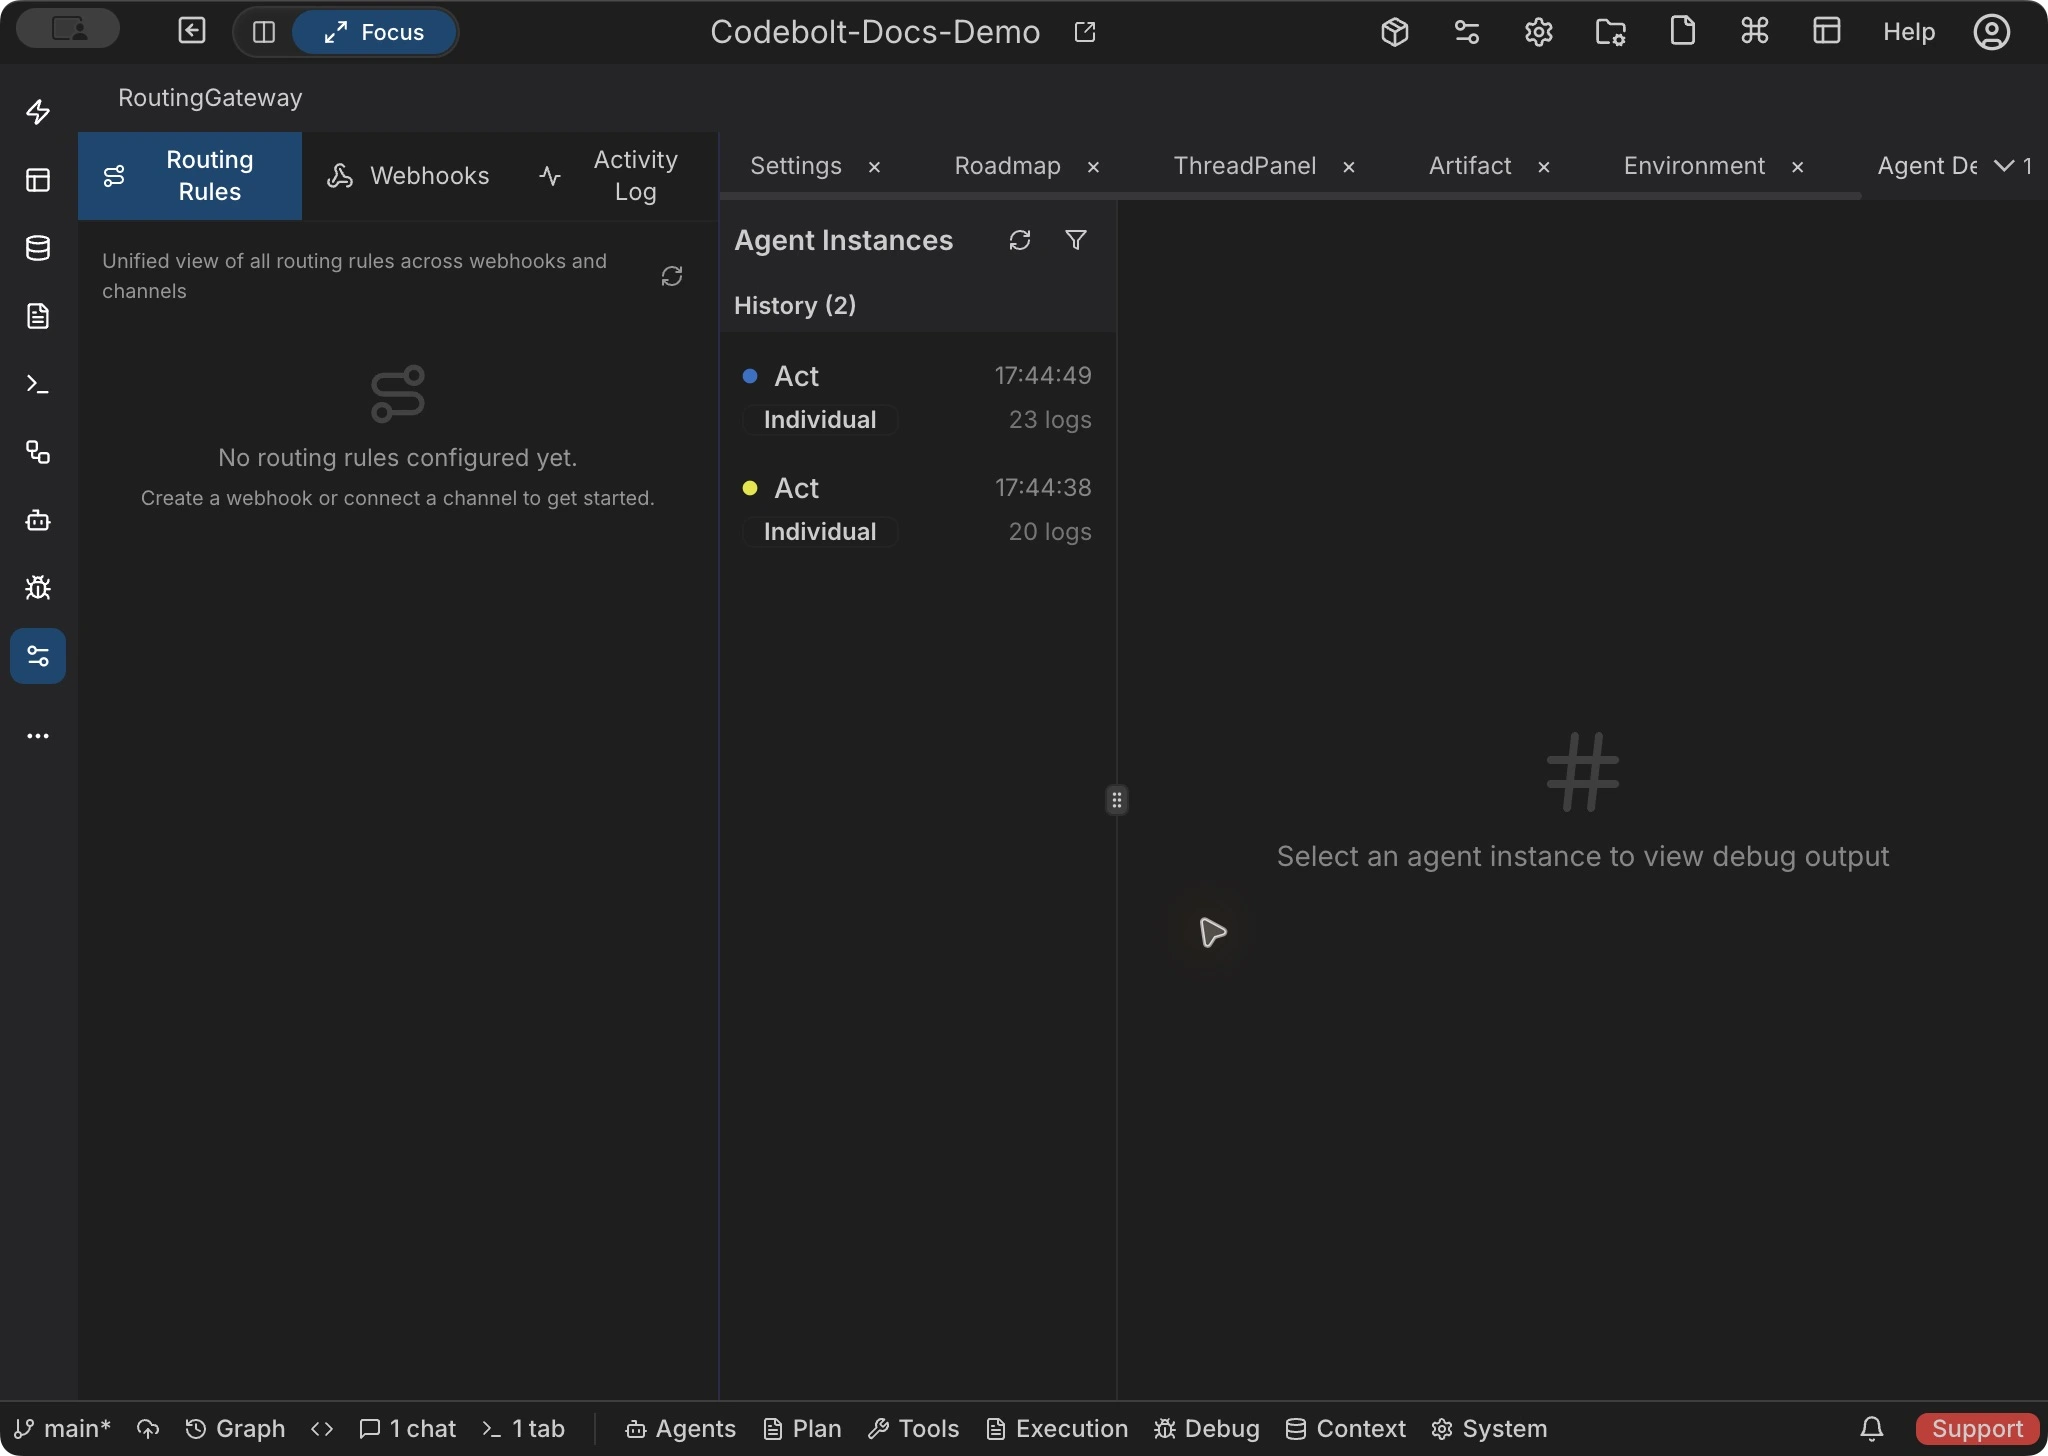 Focus
Codebolt-Docs-Demo
Help
RoutingGateway
Routing
Rules
Webhooks
Activity
Log
Settings
Roadmap
ThreadPanel
Artifact
Environment
Agent De
1
Unified view of all routing rules across webhooks and
channels
No routing rules configured yet.
Create a webhook or connect a channel to get started.
Agent Instances
History (2)
Act 17:44:49
Individual 23 logs
Act 17:44:38
Individual 20 logs
Select an agent instance to view debug output
main* Graph 1 chat 1 tab Agents Plan Tools Execution Debug Context System Support